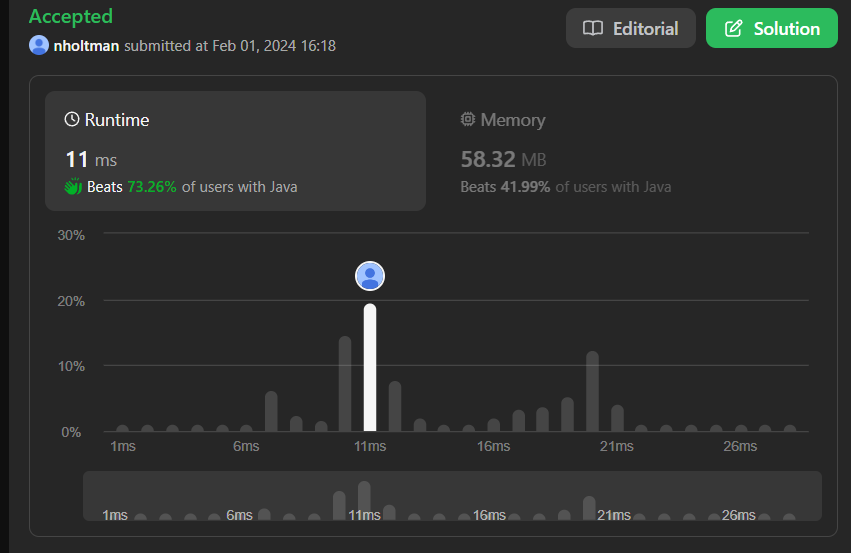 Accepted
nholtman submitted at Feb 01, 2024 16:18
Editorial
Solution
Runtime
11 ms
Beats 73.26% of users with Java
Memory
58.32 MB
Beats 41.99% of users with Java
30%
20%
10%
0%
1ms 6ms 11ms 16ms 21ms 26ms
1ms 6ms 11ms 16ms 21ms 26ms